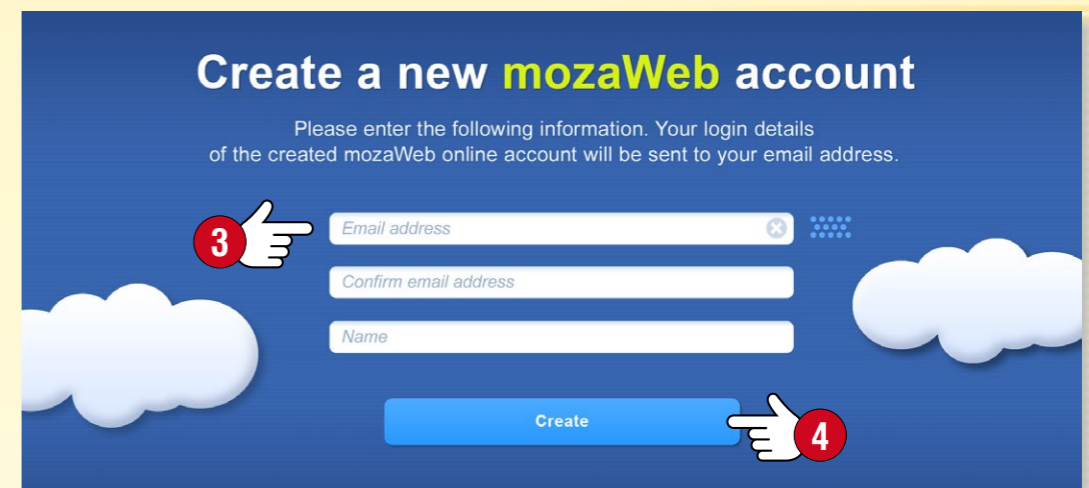 Create a new mozaWeb account
Please enter the following information. Your login details
of the created mozaWeb online account will be sent to your email address.
3
Email address
Confirm email address
Name
Create
4